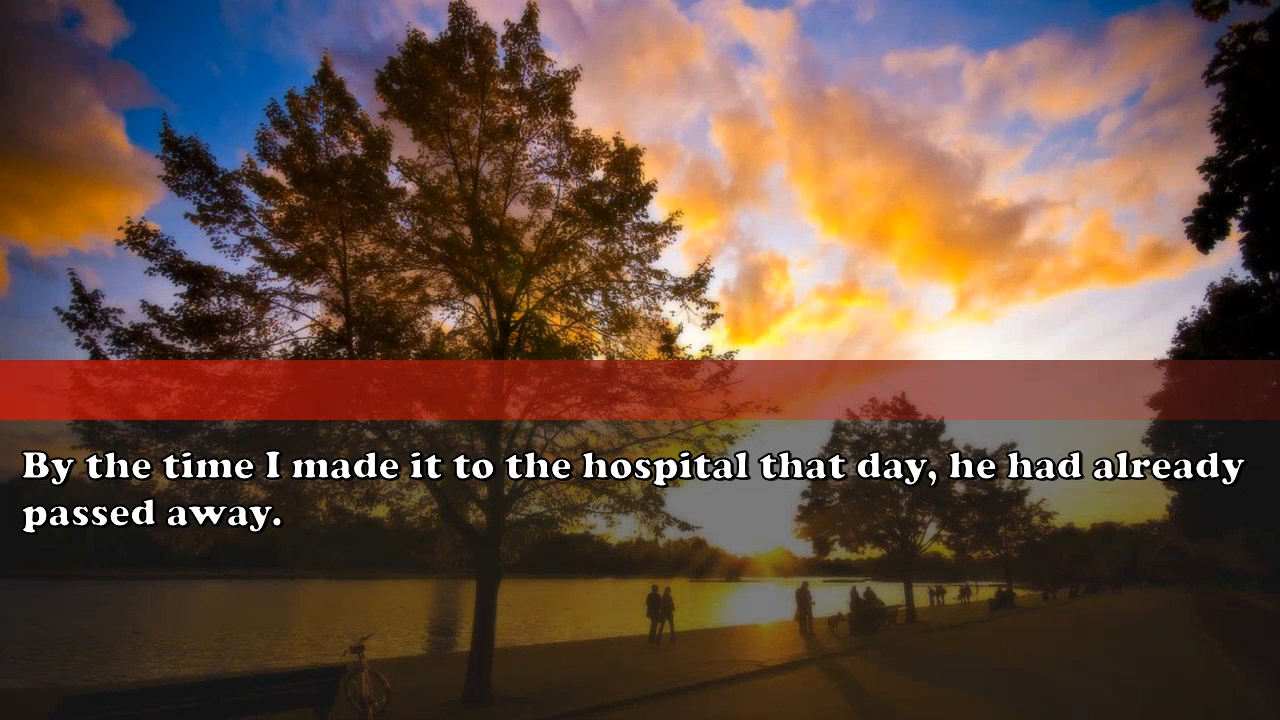 By the time I made it to the hospital that day, he had already
passed away.